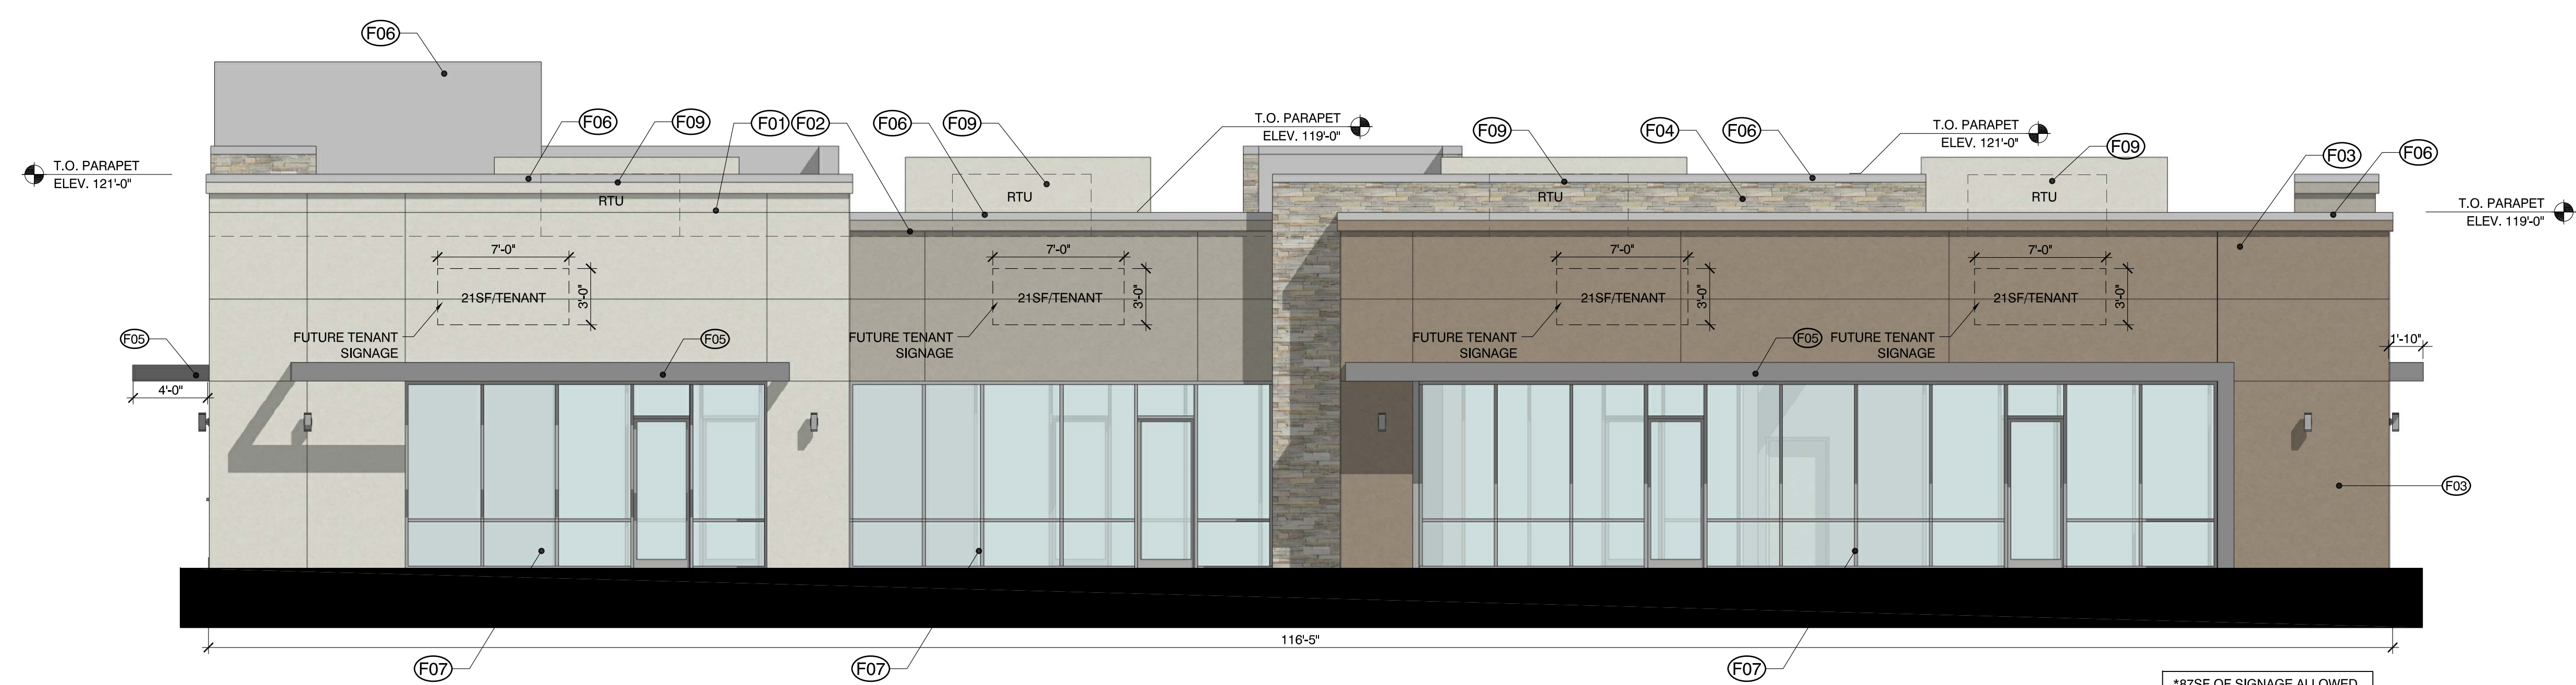 F06
F06
F09
F01
F02
F06
F09
T.O. PARAPET
ELEV. 119'-0"
F09
F04
F06
T.O. PARAPET
ELEV. 121'-0"
F09
F03
F06
T.O. PARAPET
ELEV. 121'-0"
RTU
RTU
RTU
RTU
T.O. PARAPET
ELEV. 119'-0"
7'-0"
7'-0"
7'-0"
7'-0"
21SF/TENANT
3'-0"
21SF/TENANT
3'-0"
21SF/TENANT
3'-0"
21SF/TENANT
3'-0"
FUTURE TENANT
SIGNAGE
FUTURE TENANT
SIGNAGE
FUTURE TENANT
SIGNAGE
FUTURE TENANT
SIGNAGE
F05
F05
F05
1'-10"
4'-0"
F03
116'-5"
F07
F07
F07
*87SF OF SIGNAGE ALLOWED